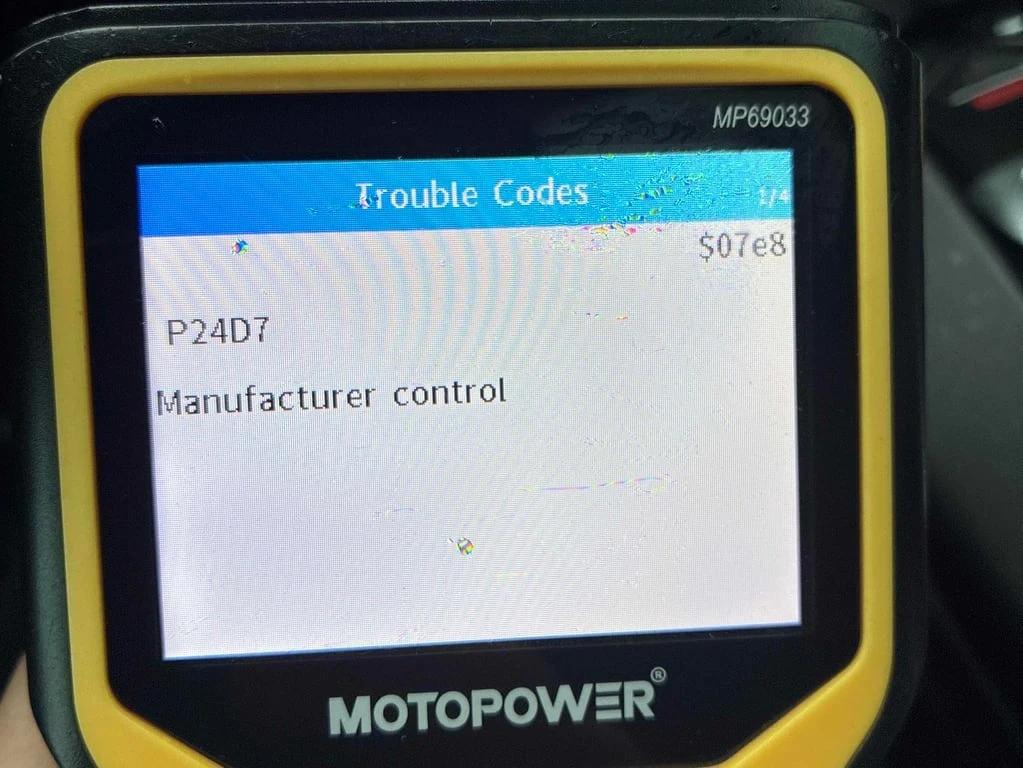 MP69033
Trouble Codes 1/4
$07e8
P24D7
Manufacturer control
MOTOPOWER®